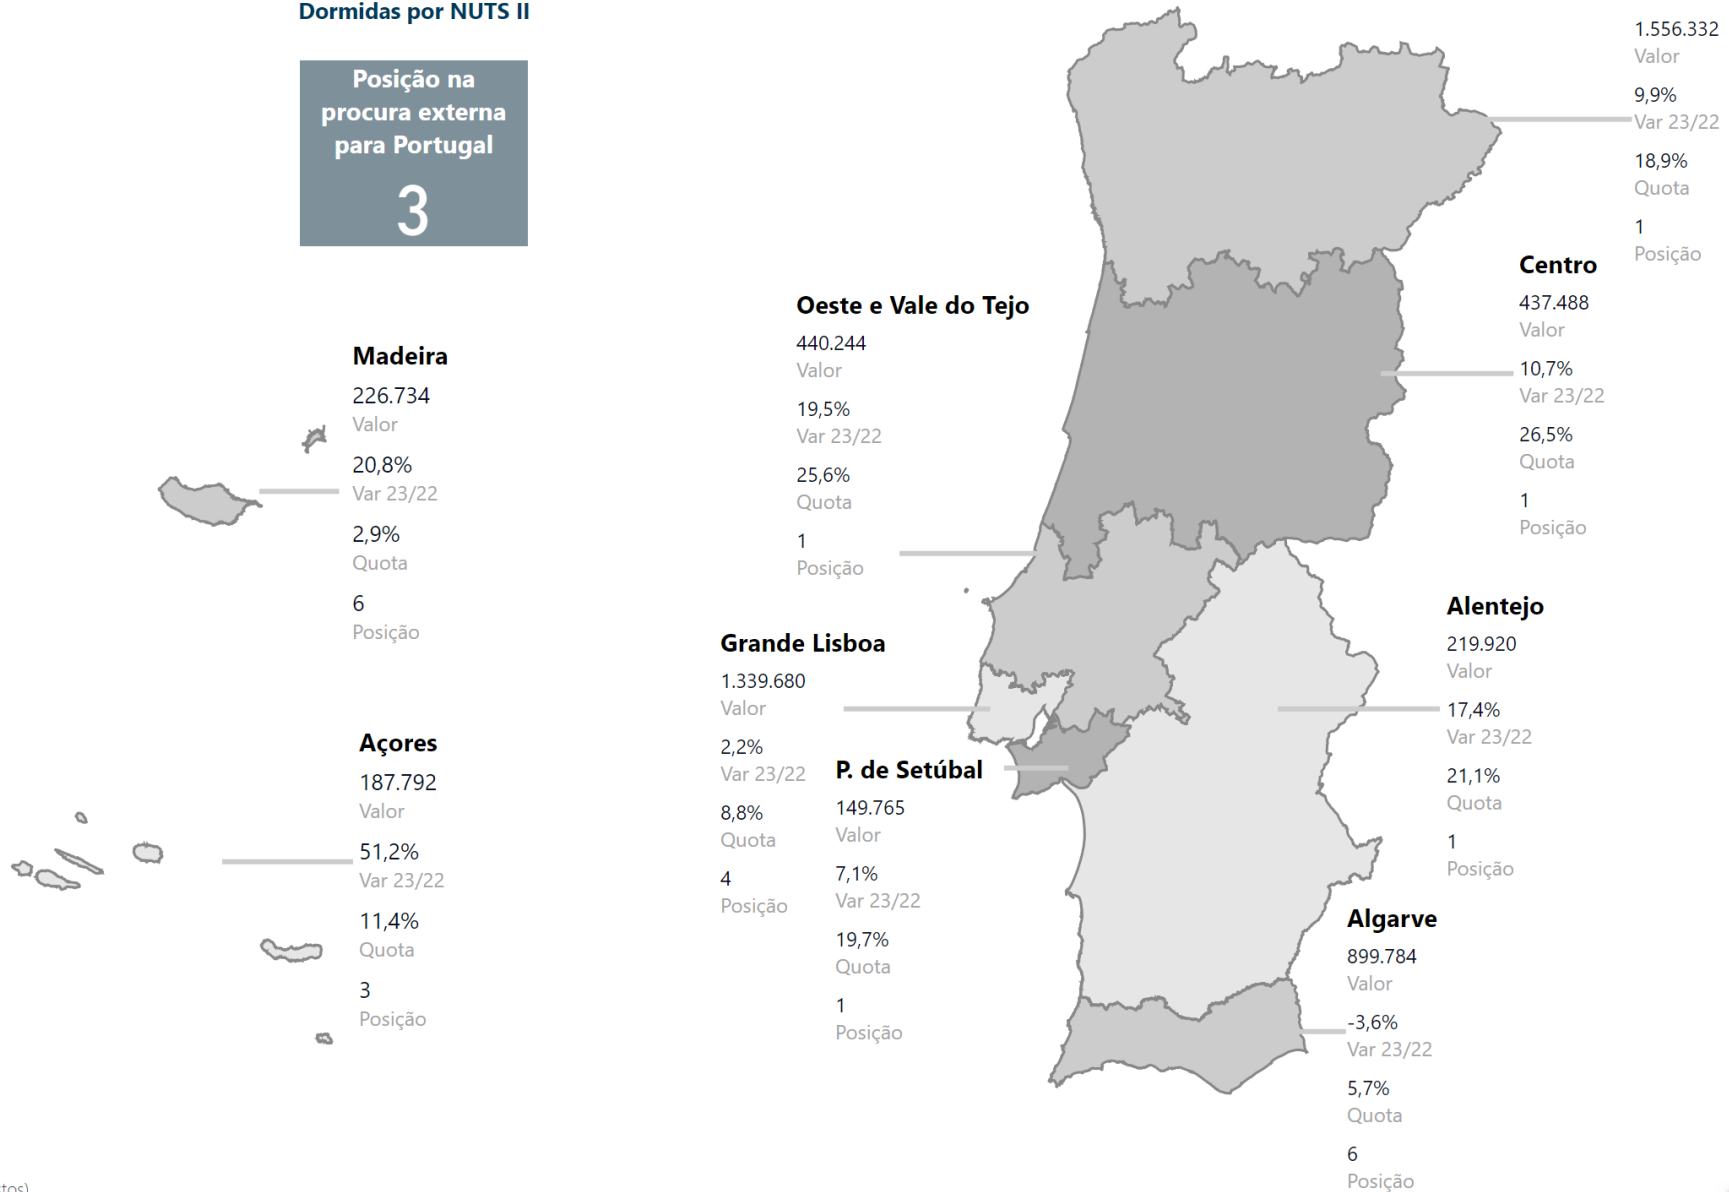 Dormidas por NUTS II
Posição na
procura externa
para Portugal
3
1.556.332
Valor
9,9%
Var 23/22
18,9%
Quota
1
Posição
Centro
437.488
Valor
10,7%
Var 23/22
26,5%
Quota
1
Posição
Oeste e Vale do Tejo
440.244
Valor
19,5%
Var 23/22
25,6%
Quota
1
Posição
Madeira
226.734
Valor
20,8%
Var 23/22
2,9%
Quota
6
Posição
Alentejo
219.920
Valor
17,4%
Var 23/22
21,1%
Quota
1
Posição
Grande Lisboa
1.339.680
Valor
2,2%
Var 23/22
8,8%
Quota
4
Posição
P. de Setúbal
149.765
Valor
7,1%
Var 23/22
19,7%
Quota
1
Posição
Açores
187.792
Valor
51,2%
Var 23/22
11,4%
Quota
3
Posição
Algarve
899.784
Valor
-3,6%
Var 23/22
5,7%
Quota
6
Posição